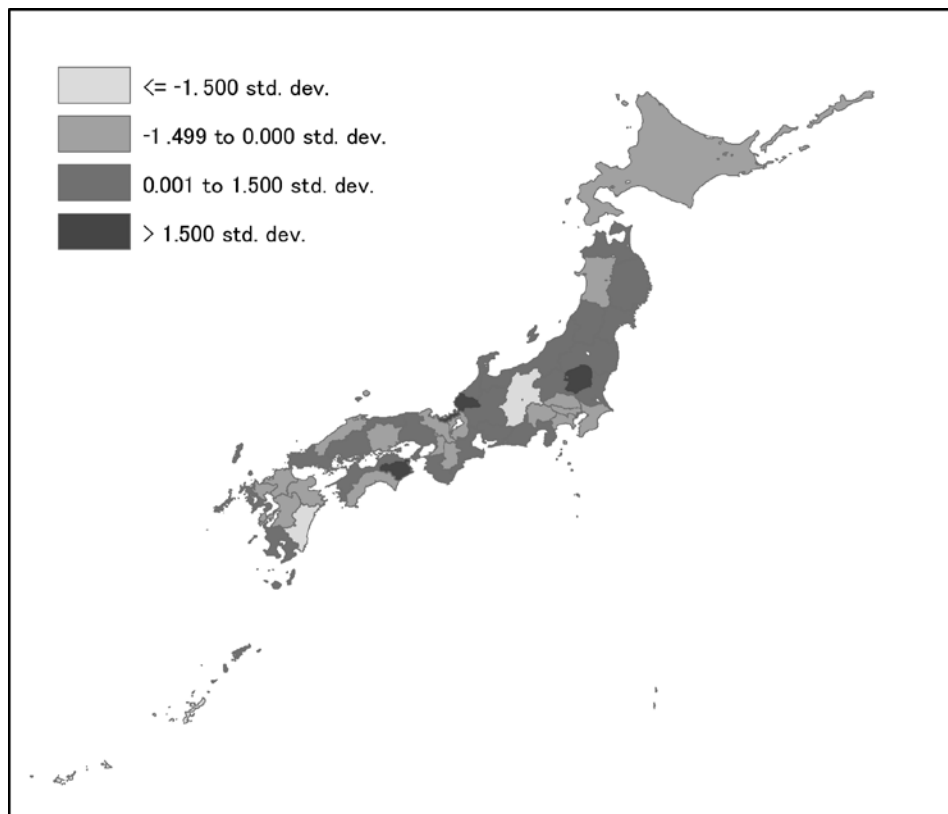 <= -1.500 std. dev.
-1.499 to 0.000 std. dev.
0.001 to 1.500 std. dev.
> 1.500 std. dev.